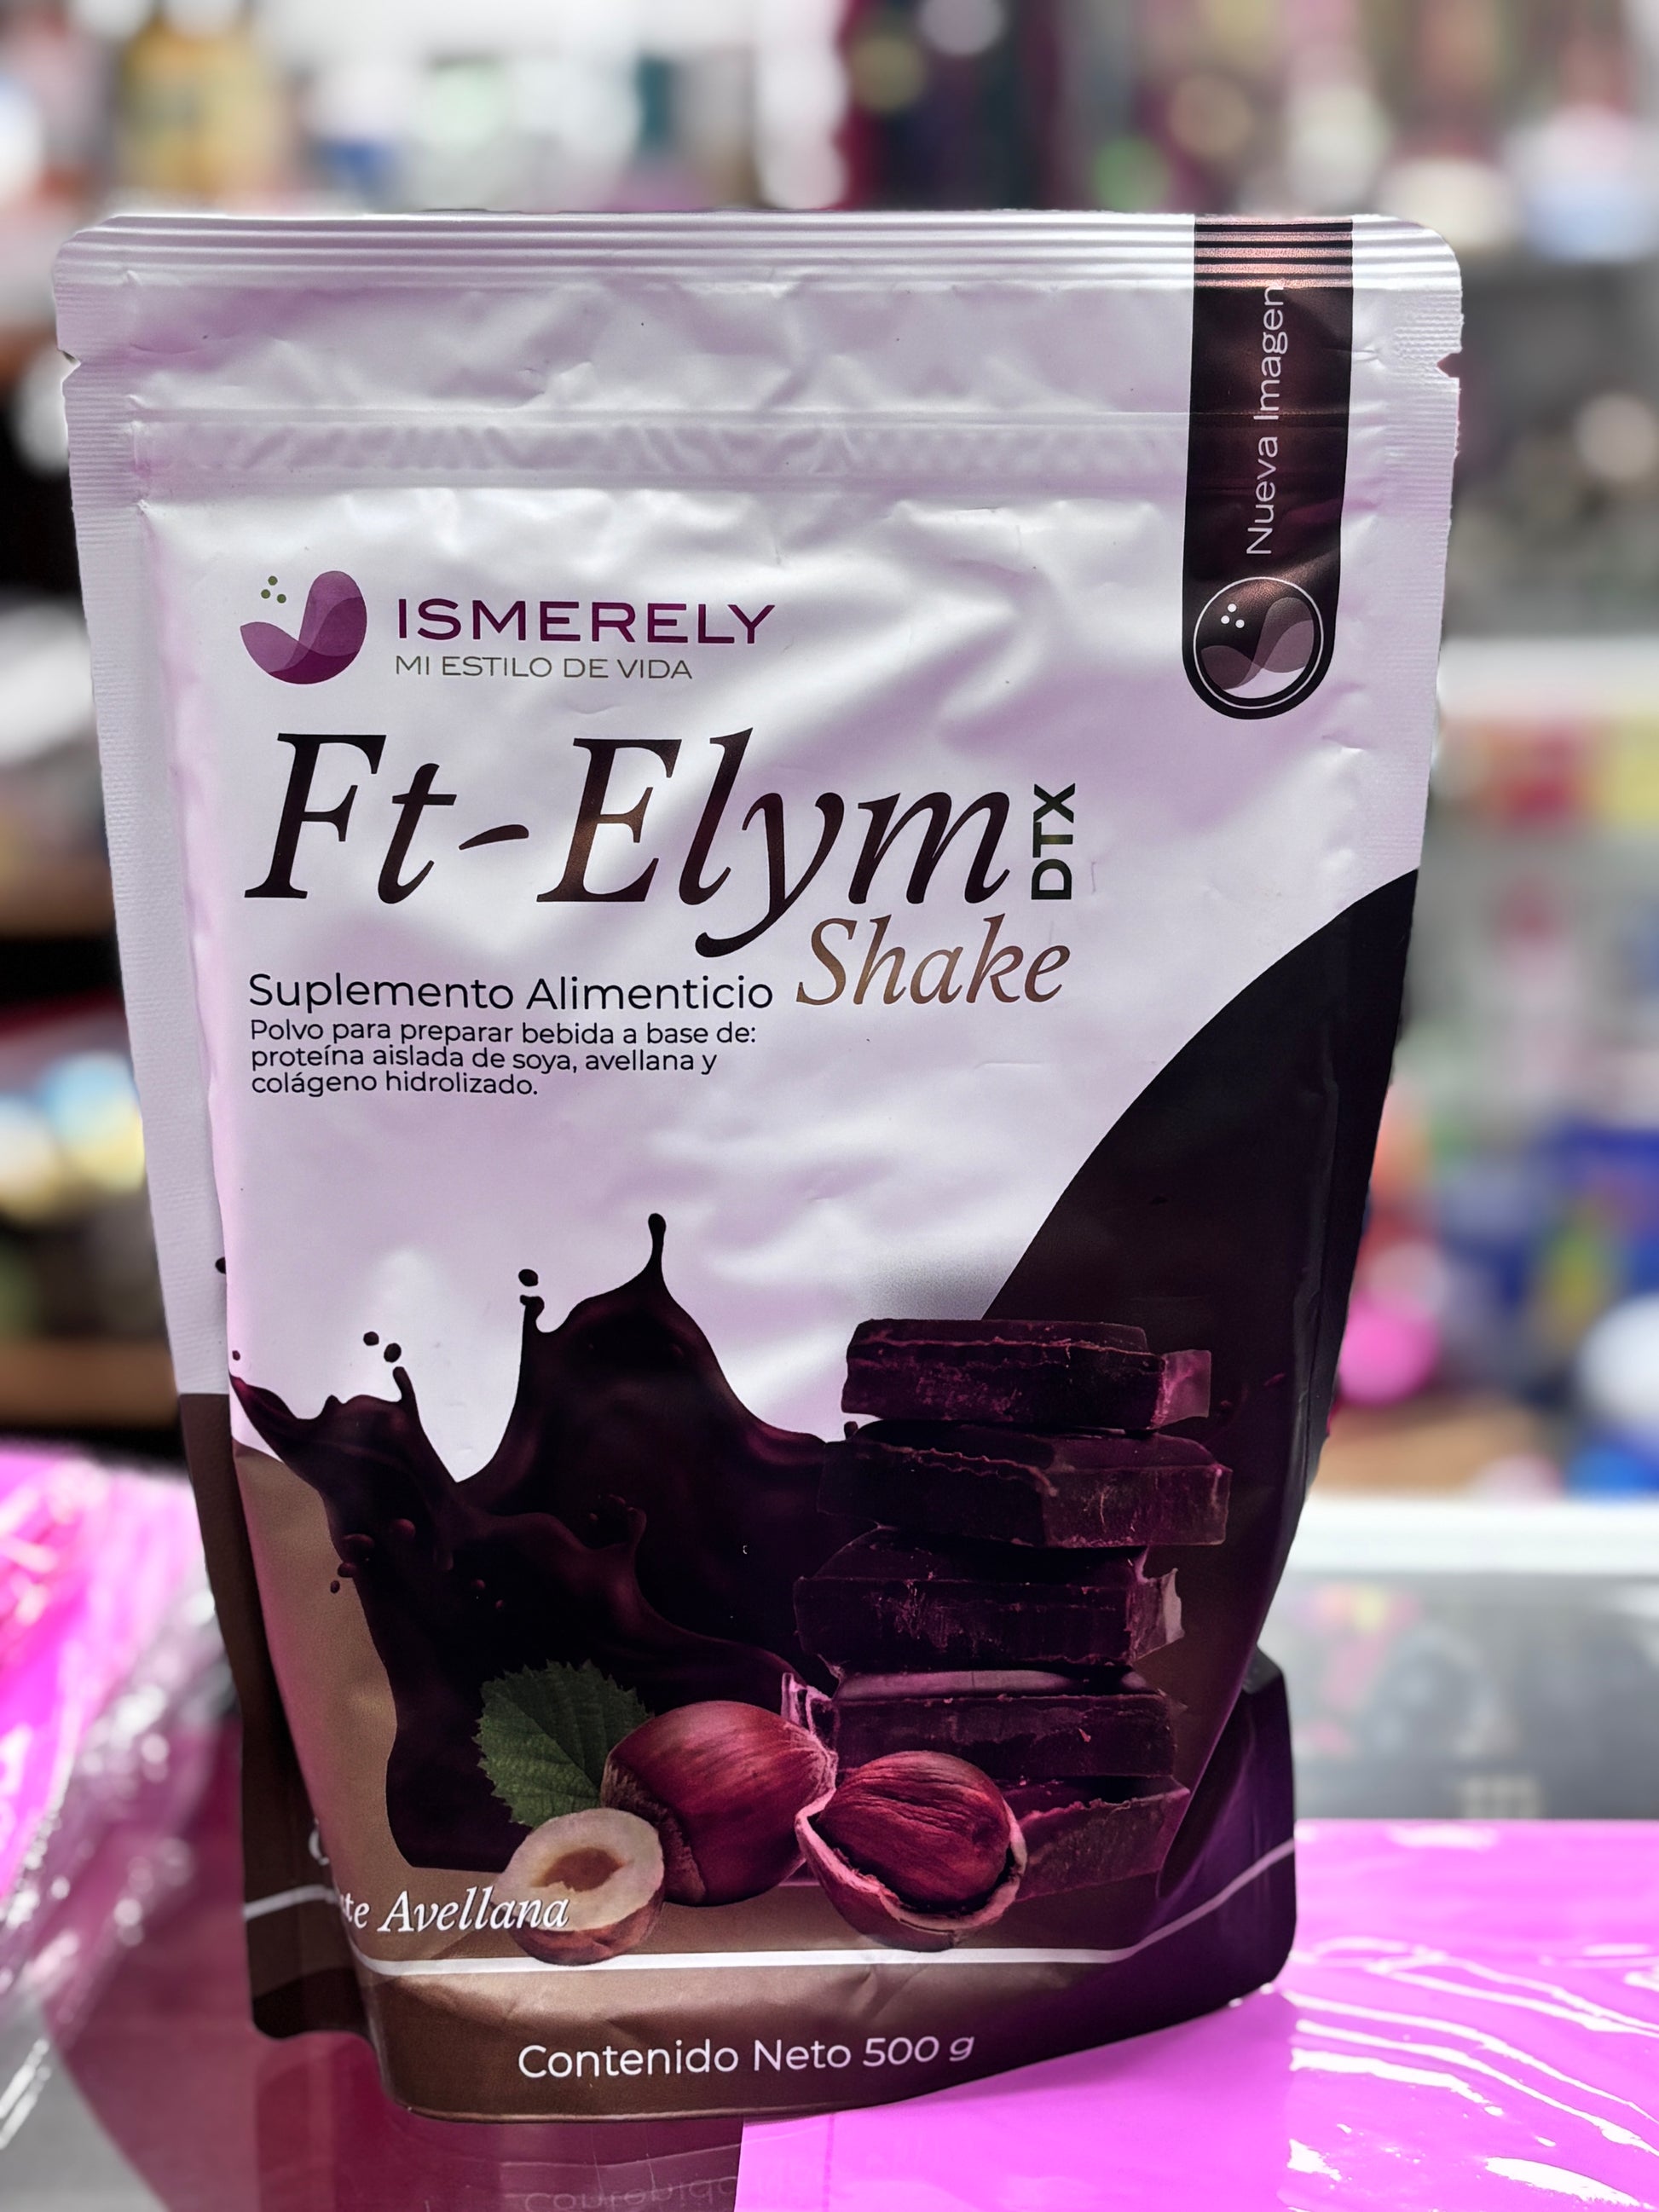 Nueva Imagen
ISMERELY
MI ESTILO DE VIDA
Ft-Elym DTX
Shake
Suplemento Alimenticio
Polvo para preparar bebida a base de:
proteína aislada de soya, avellana y
colágeno hidrolizado.
Avellana
Contenido Neto 500 g